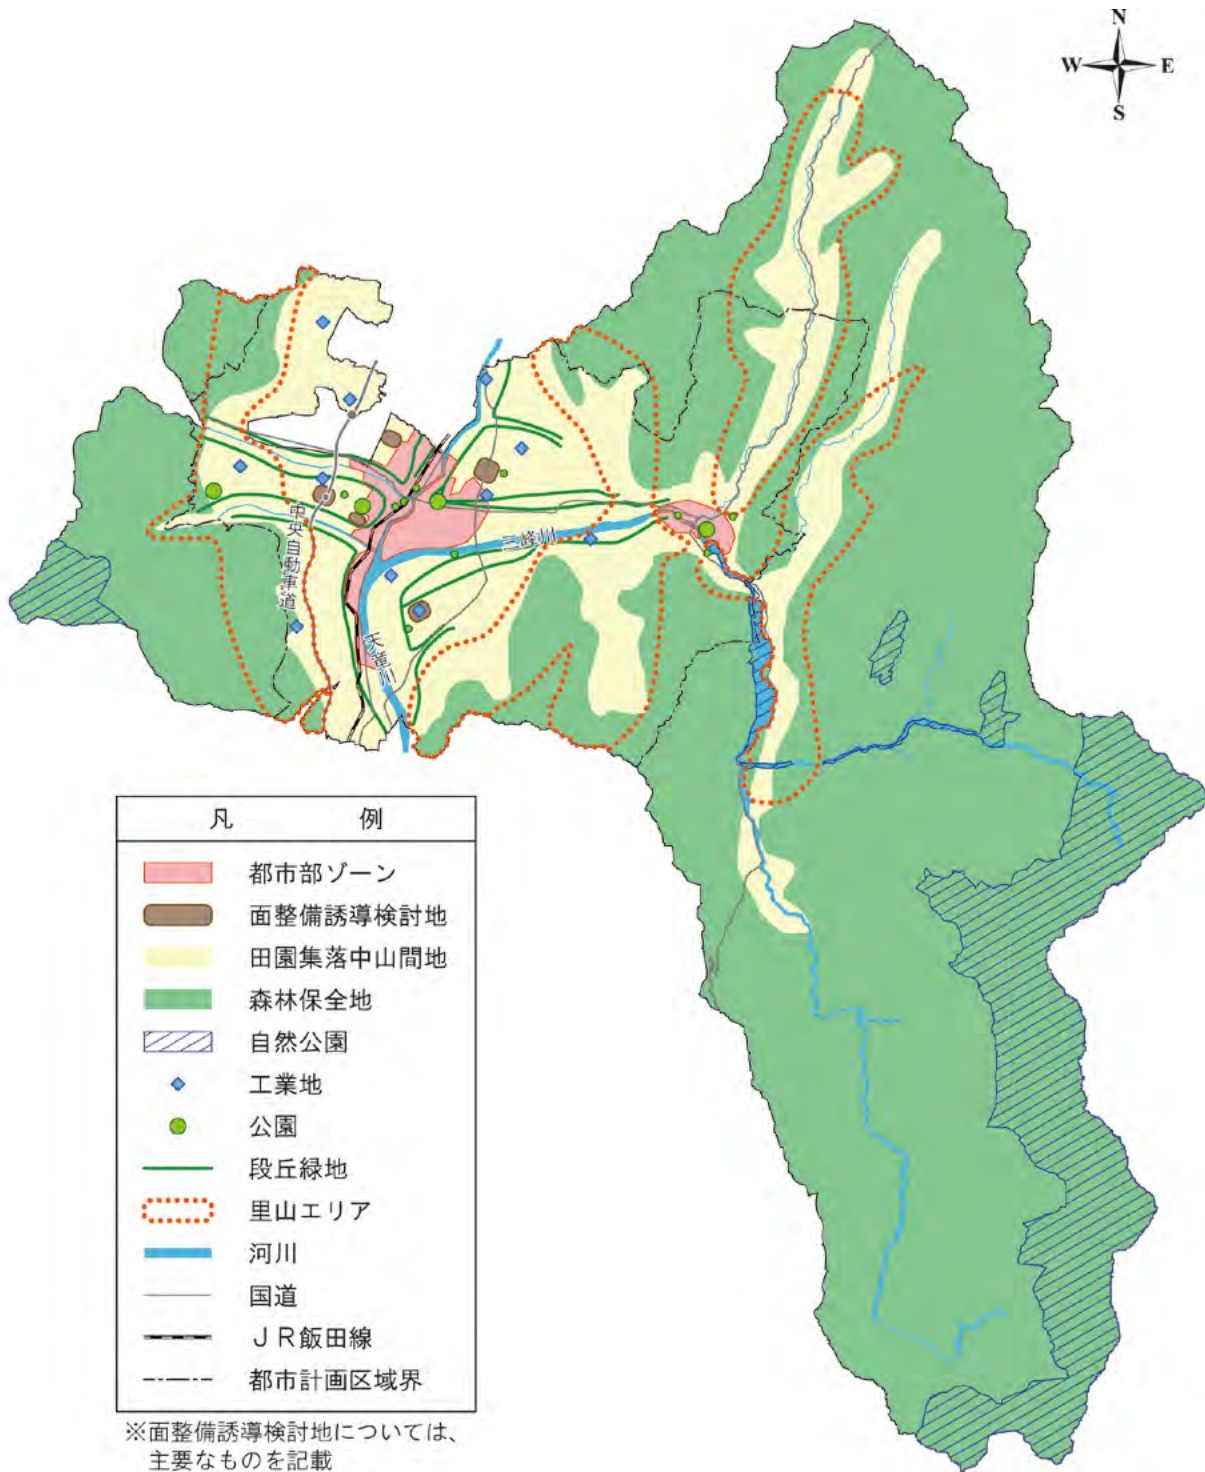 N
W
E
S
中央自動車道
三峰川
天竜川
凡例
都市部ゾーン
面整備誘導検討地
田園集落中山間地
森林保全地
自然公園
工業地
公園
段丘緑地
里山エリア
河川
国道
JR飯田線
都市計画区域界
※面整備誘導検討地については、
主要なものを記載